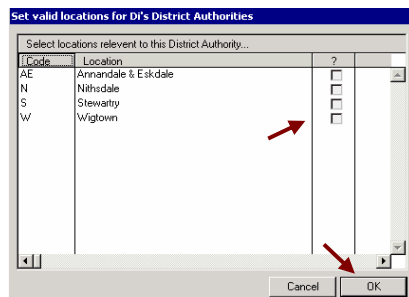 Set valid locations for Di's District Authorities
Select locations relevent to this District Authority...
Code Location ?
AE Annandale & Eskdale
N Nithsdale
S Stewartry
W Wigtown
Cancel OK